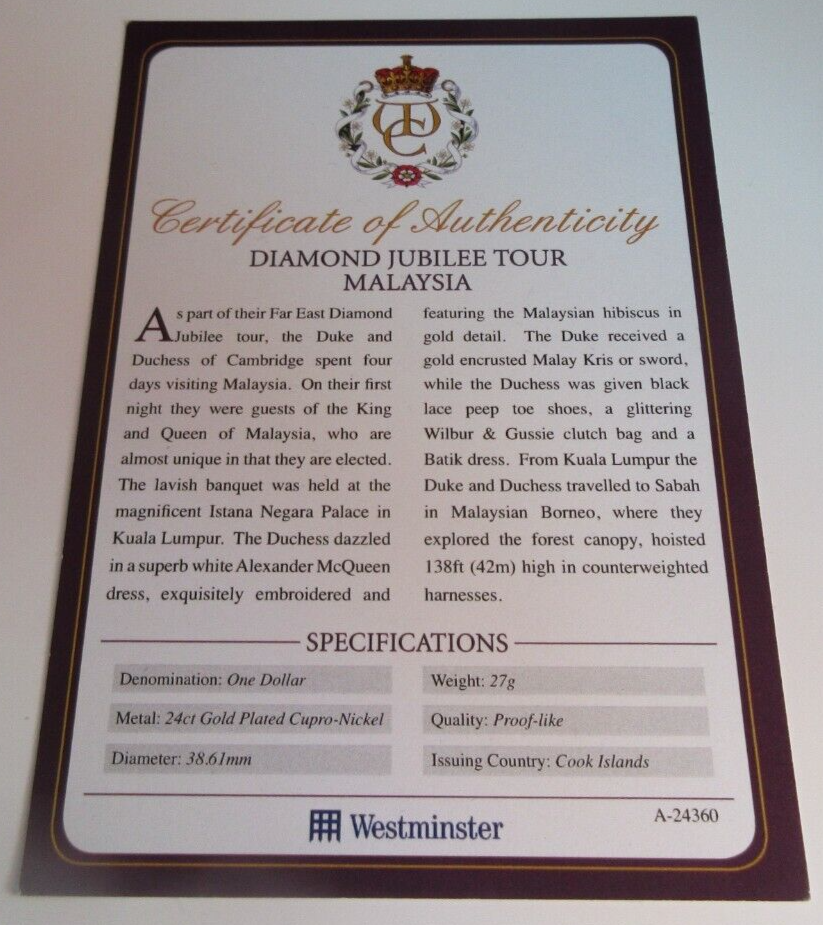 Certificate of Authenticity
DIAMOND JUBILEE TOUR
MALAYSIA
As part of their Far East Diamond
Jubilee tour, the Duke and
Duchess of Cambridge spent four
days visiting Malaysia. On their first
night they were guests of the King
and Queen of Malaysia, who are
almost unique in that they are elected.
The lavish banquet was held at the
magnificent Istana Negara Palace in
Kuala Lumpur. The Duchess dazzled
in a superb white Alexander McQueen
dress, exquisitely embroidered and
featuring the Malaysian hibiscus in
gold detail. The Duke received a
gold encrusted Malay Kris or sword,
while the Duchess was given black
lace peep toe shoes, a glittering
Wilbur & Gussie clutch bag and a
Batik dress. From Kuala Lumpur the
Duke and Duchess travelled to Sabah
in Malaysian Borneo, where they
explored the forest canopy, hoisted
138ft (42m) high in counterweighted
harnesses.
SPECIFICATIONS
Denomination: One Dollar
Metal: 24ct Gold Plated Cupro-Nickel
Diameter: 38.61mm
Weight: 27g
Quality: Proof-like
Issuing Country: Cook Islands
Westminster
A-24360